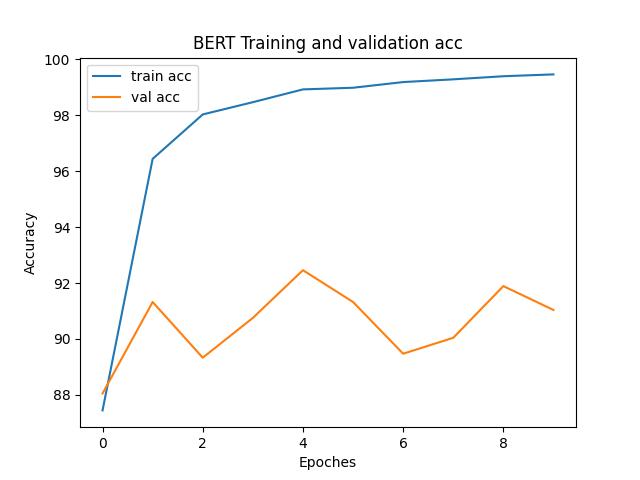 BERT Training and validation acc
train acc
val acc
Accuracy
100
98
96
94
92
90
88
0 2 4 6 8
Epoches